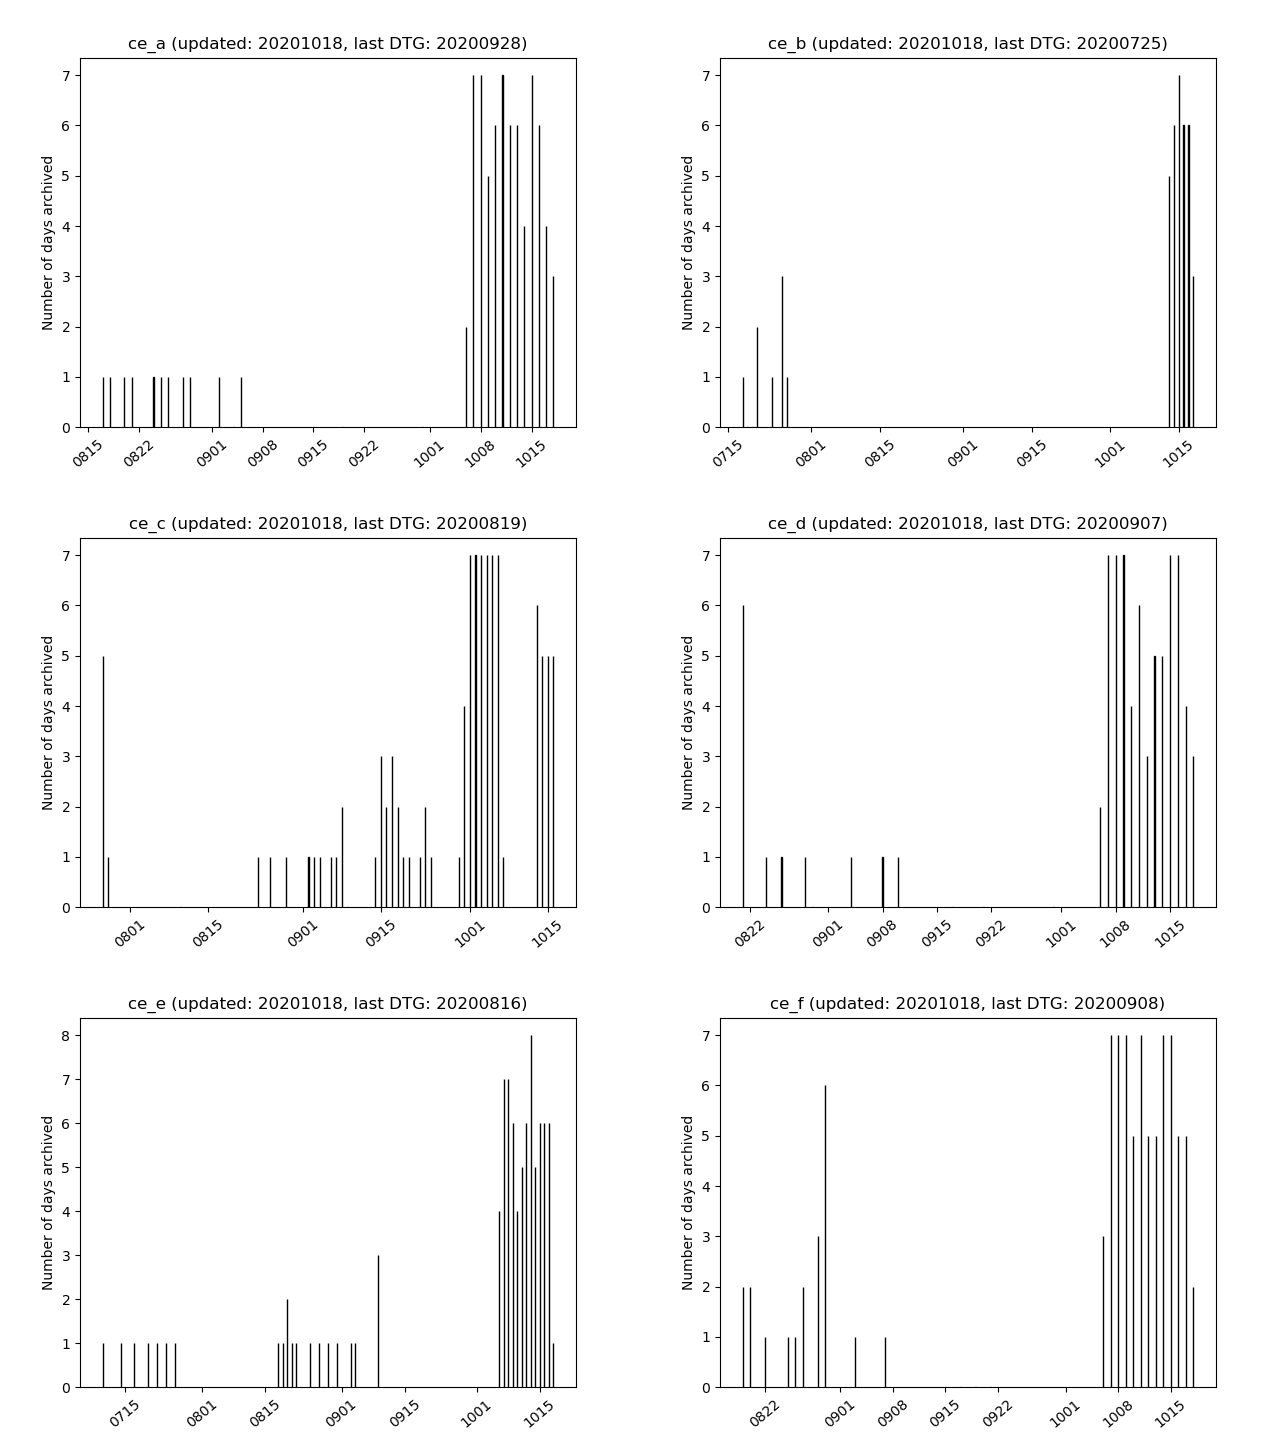 ce_a (updated: 20201018, last DTG: 20200928)
Number of days archived
7
6
5
4
3
2
1
0
0815 0822 0901 0908 0915 0922 1001 1008 1015
ce_b (updated: 20201018, last DTG: 20200725)
Number of days archived
7
6
5
4
3
2
1
0
0715 0801 0815 0901 0915 1001 1015
ce_c (updated: 20201018, last DTG: 20200819)
Number of days archived
7
6
5
4
3
2
1
0
0801 0815 0901 0915 1001 1015
ce_d (updated: 20201018, last DTG: 20200907)
Number of days archived
7
6
5
4
3
2
1
0
0822 0901 0908 0915 0922 1001 1008 1015
ce_e (updated: 20201018, last DTG: 20200816)
Number of days archived
8
7
6
5
4
3
2
1
0
0715 0801 0815 0901 0915 1001 1015
ce_f (updated: 20201018, last DTG: 20200908)
Number of days archived
7
6
5
4
3
2
1
0
0822 0901 0908 0915 0922 1001 1008 1015